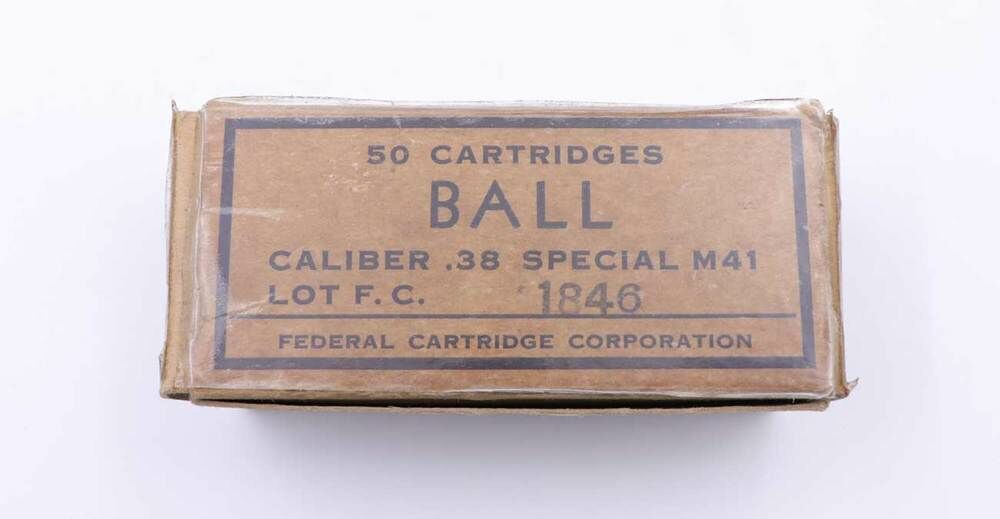 50 CARTRIDGES
BALL
CALIBER .38 SPECIAL M41
LOT F. C. 1846
FEDERAL CARTRIDGE CORPORATION